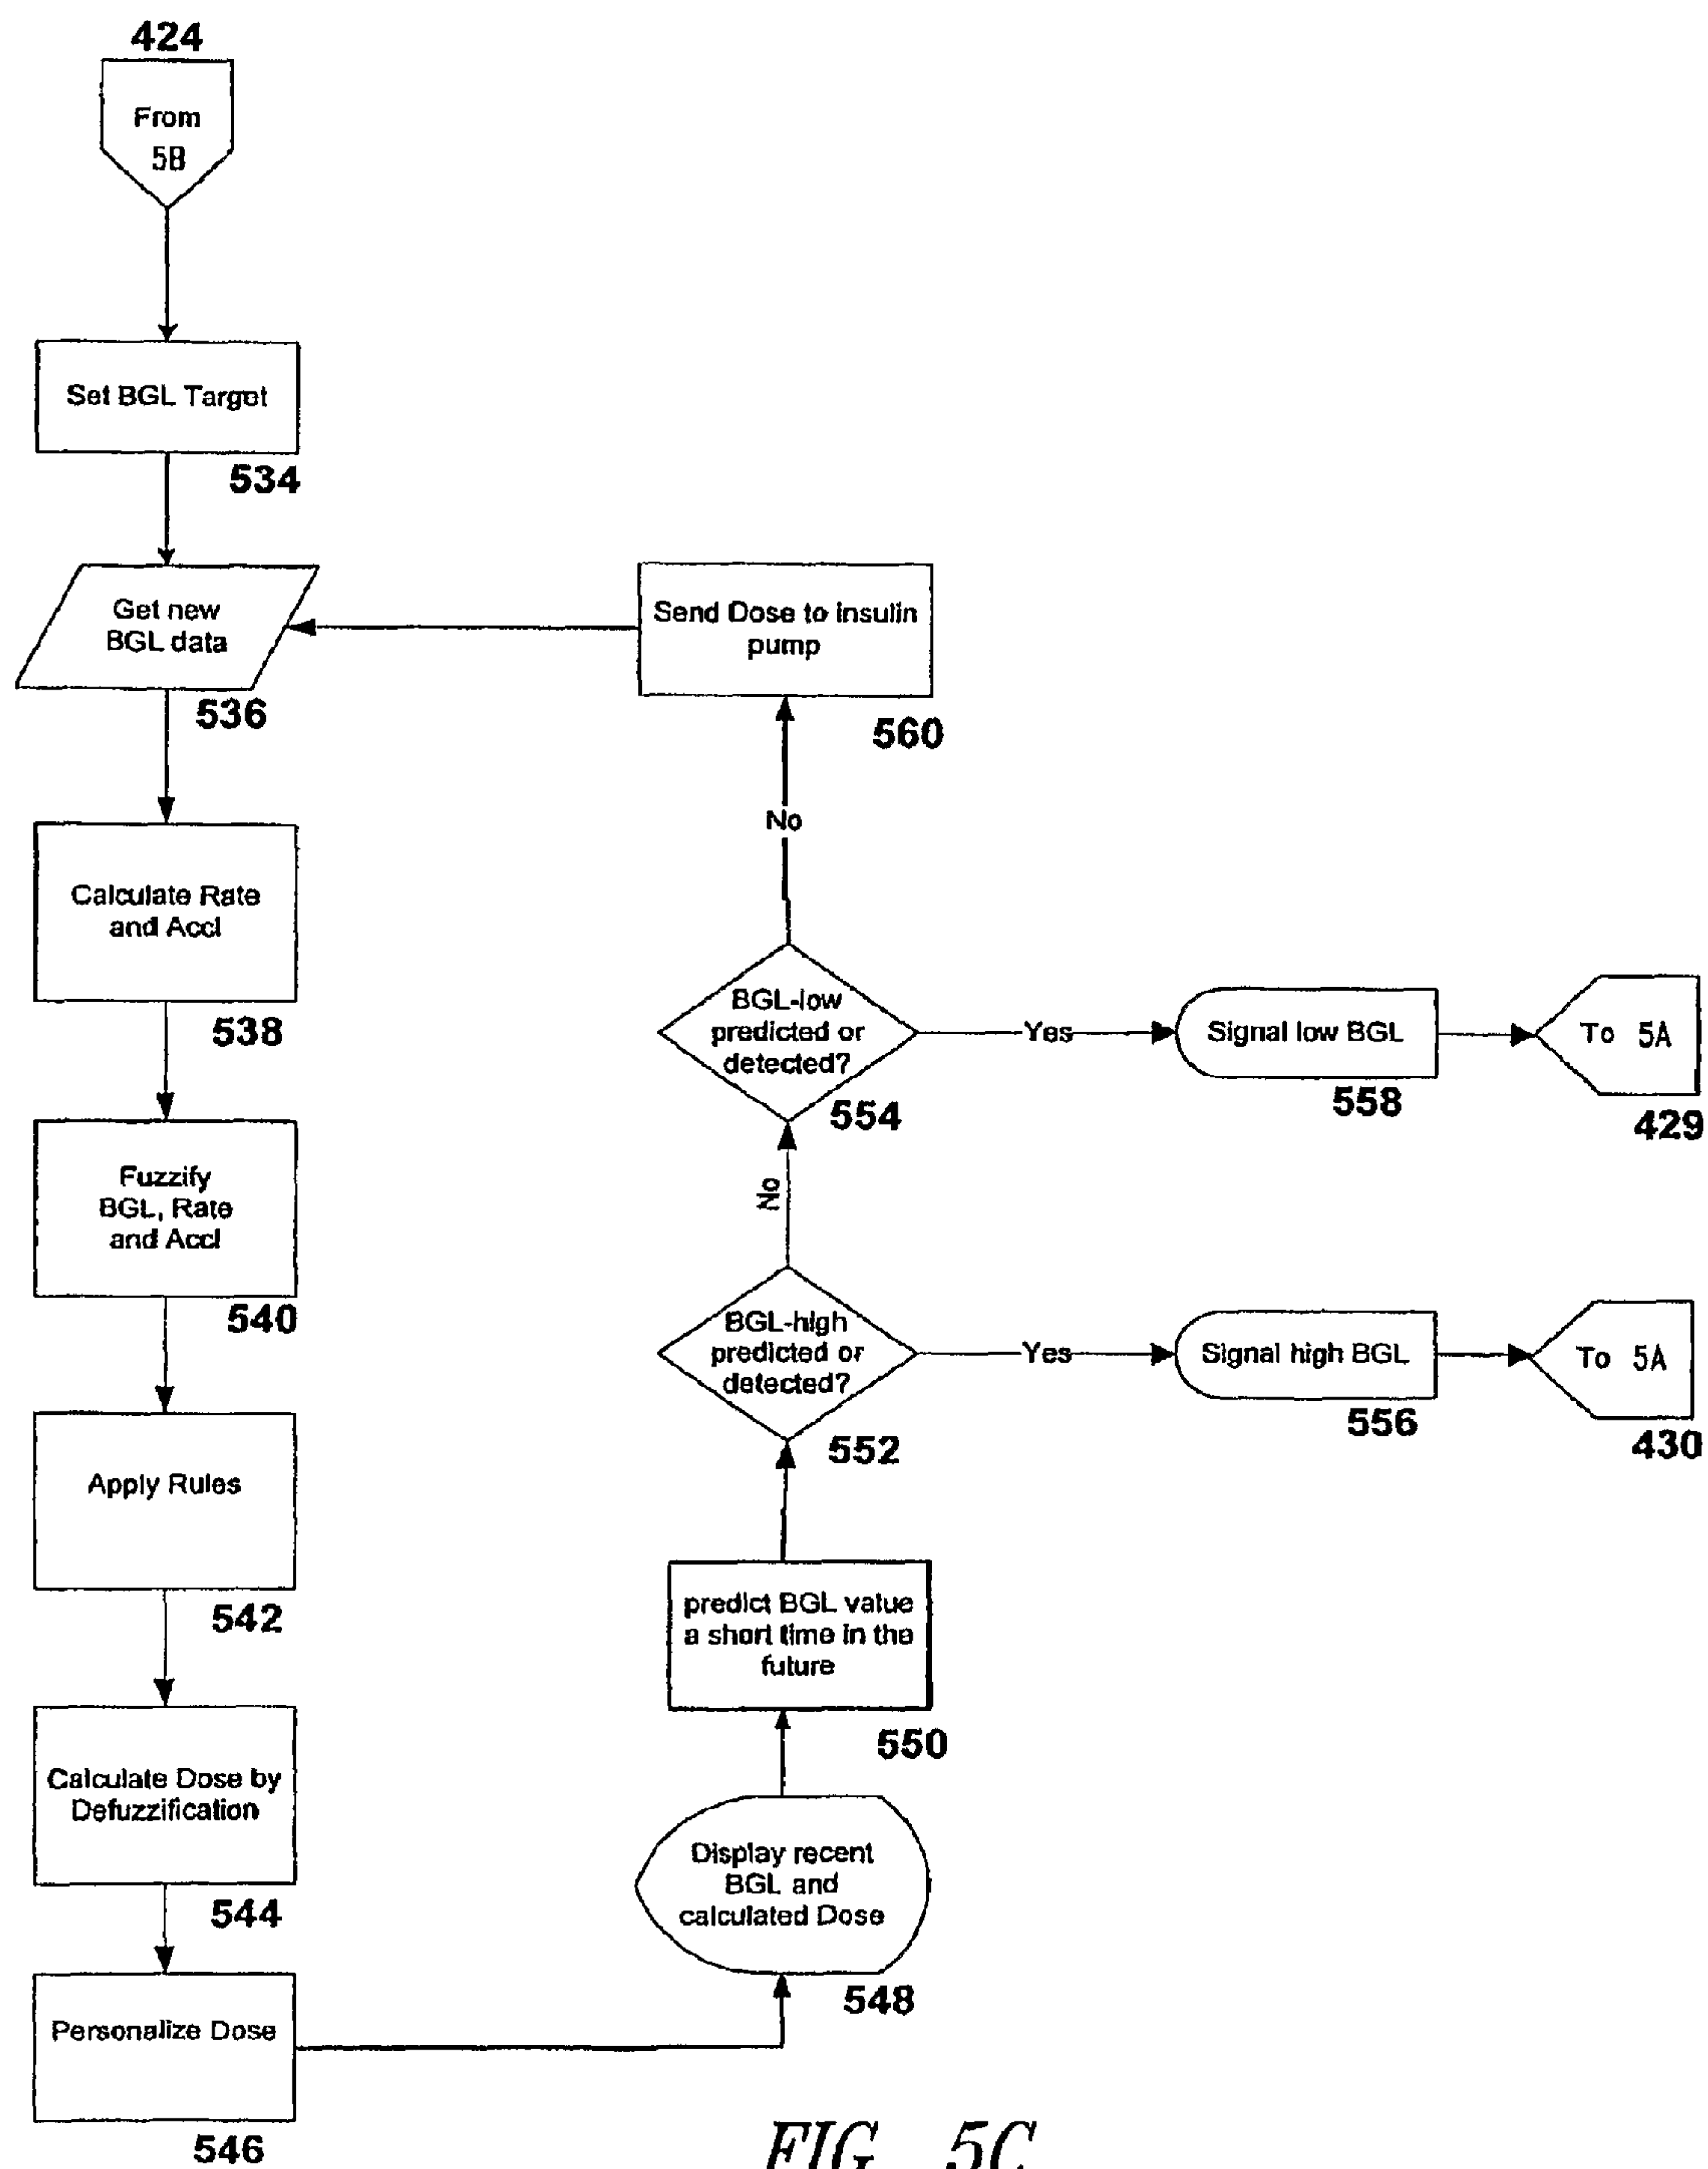 424
From
5B
Set BGL Target
534
Get new
BGL data
536
Calculate Rate
and Accl
538
Fuzzify
BGL, Rate
and Accl
540
Apply Rules
542
Calculate Dose by
Defuzzification
544
Personalize Dose
546
Display recent
BGL and
calculated Dose
548
predict BGL value
a short time in the
future
550
BGL-high
predicted or
detected?
552
Yes
Signal high BGL
556
To 5A
430
No
BGL-low
predicted or
detected?
554
Yes
Signal low BGL
558
To 5A
429
No
Send Dose to insulin
pump
560
FIG. 5C